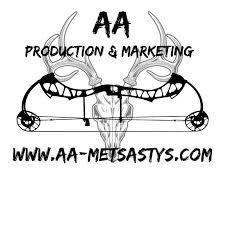 AA
PRODUCTION & MARKETING
WWW.AA-METSASTYS.COM